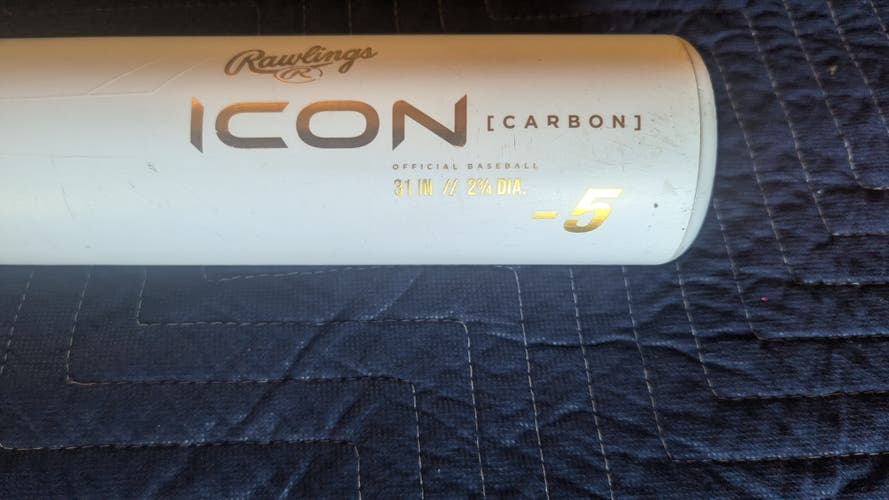 Rawlings
R
ICON [CARBON]
OFFICIAL BASEBALL
31 IN // 2¾ DIA.
-5